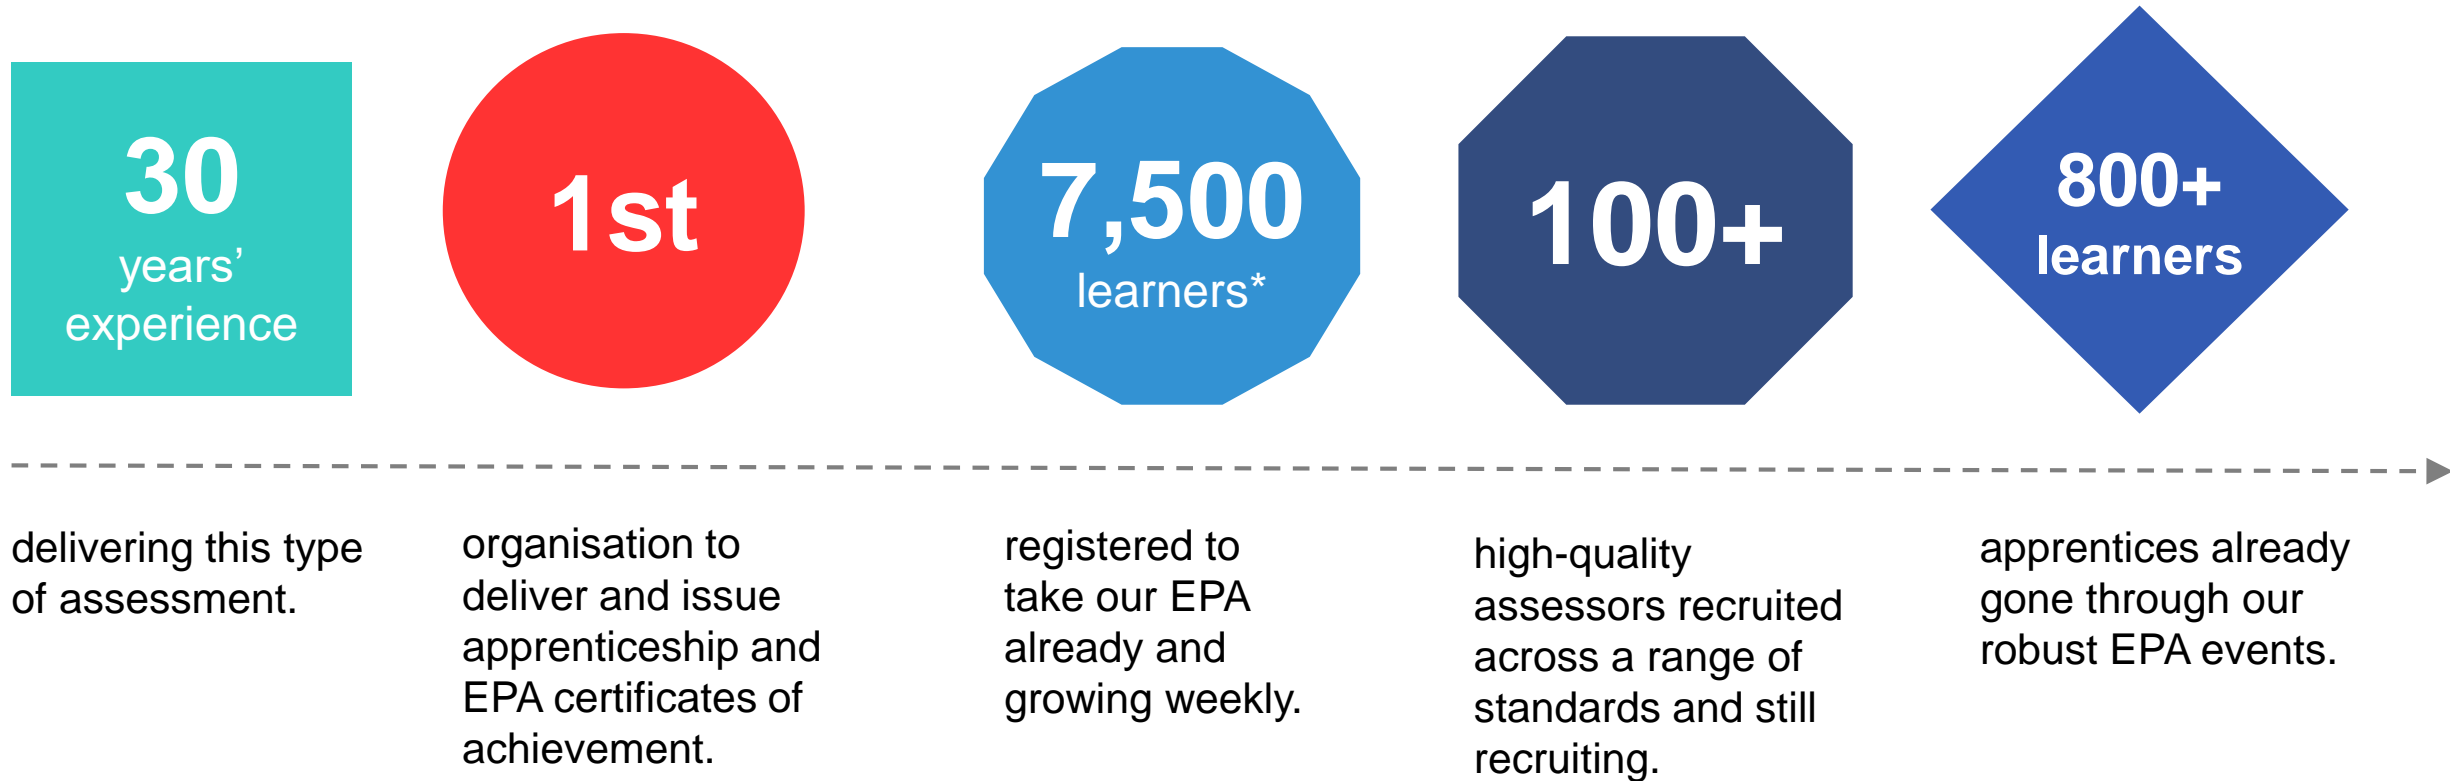 30
years’
experience
1st
7,500
learners*
100+
800+
learners
delivering this type
of assessment.
organisation to
deliver and issue
apprenticeship and
EPA certificates of
achievement.
registered to
take our EPA
already and
growing weekly.
high-quality
assessors recruited
across a range of
standards and still
recruiting.
apprentices already
gone through our
robust EPA events.